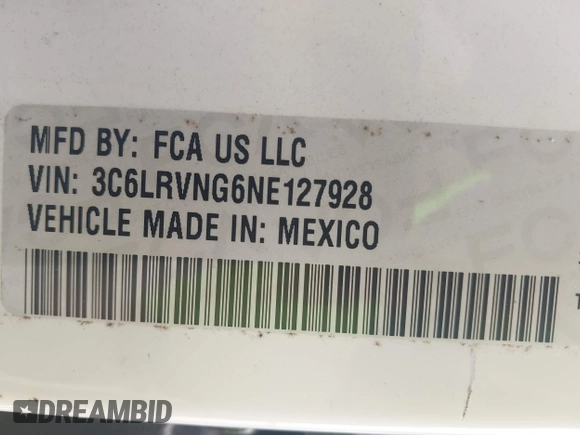 MFD BY: FCA US LLC
VIN: 3C6LRVNG6NE127928
VEHICLE MADE IN: MEXICO
DREAMBID